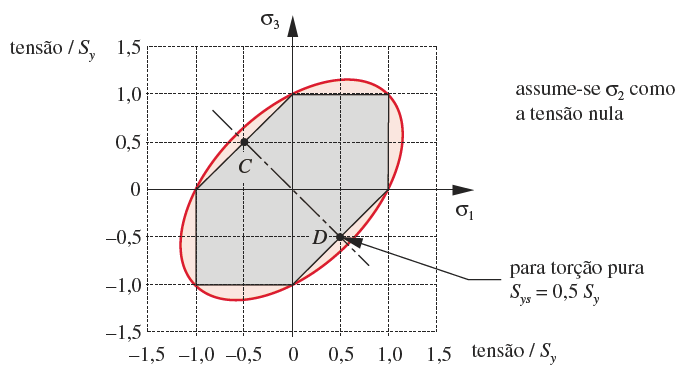 σ3
tensão / Sy
1,5
1,0
0,5
0
–0,5
–1,0
–1,5
assume-se σ2 como
a tensão nula
C
D
σ1
para torção pura
Sys = 0,5 Sy
–1,5 –1,0 –0,5 0 0,5 1,0 1,5 tensão / Sy